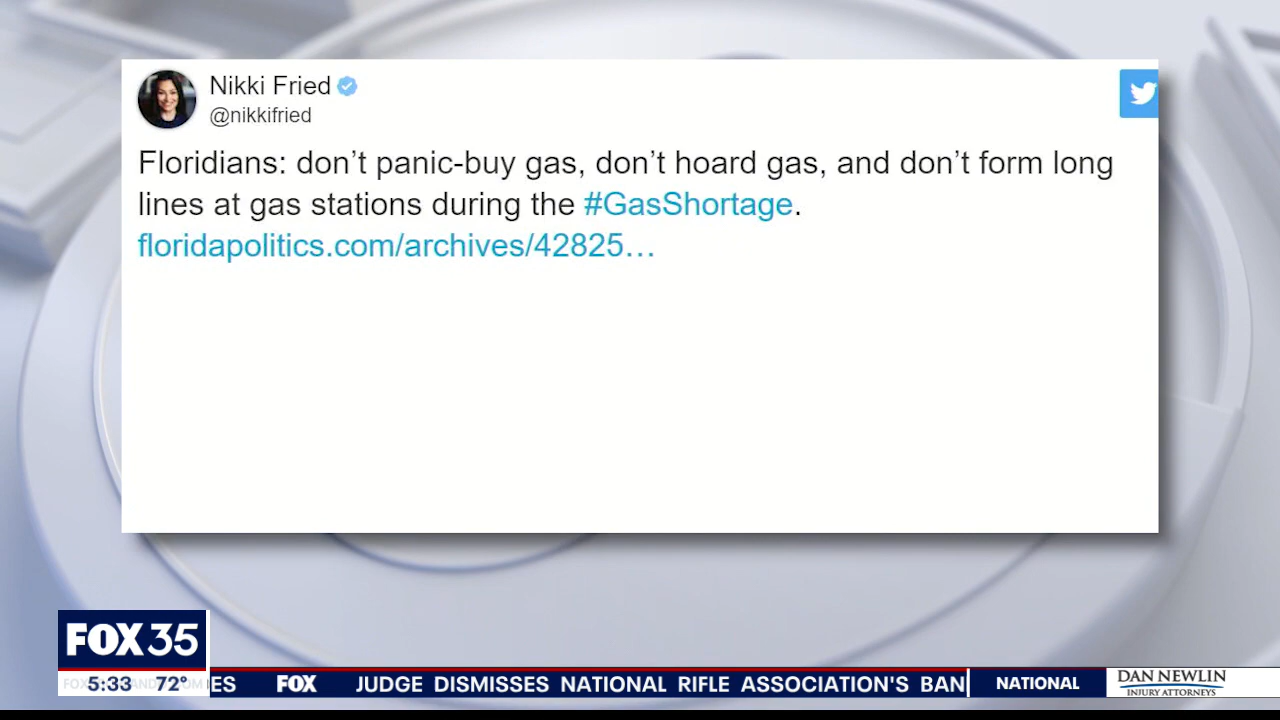 Nikki Fried
@nikkifried
Floridians: don’t panic-buy gas, don’t hoard gas, and don’t form long
lines at gas stations during the #GasShortage.
floridapolitics.com/archives/42825…
FOX 35
5:33 72°
ES FOX JUDGE DISMISSES NATIONAL RIFLE ASSOCIATION'S BAN
NATIONAL
DAN NEWLIN
INJURY ATTORNEYS